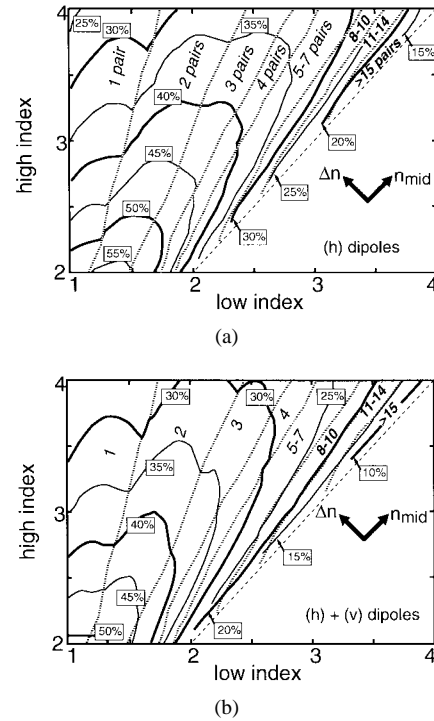 4
25%
30%
35%
15%
1 pair
2 pairs
3 pairs
4 pairs
5-7 pairs
8-10
11-14
>15 pairs
40%
high index
3
45%
20%
25%
Δn
n_mid
50%
30%
55%
(h) dipoles
2
1
2
3
4
low index
(a)
4
30%
30%
25%
1
2
3
4
5-7
8-10
11-14
>15
35%
10%
high index
3
40%
Δn
n_mid
15%
45%
20%
50%
(h) + (v) dipoles
2
1
2
3
4
low index
(b)